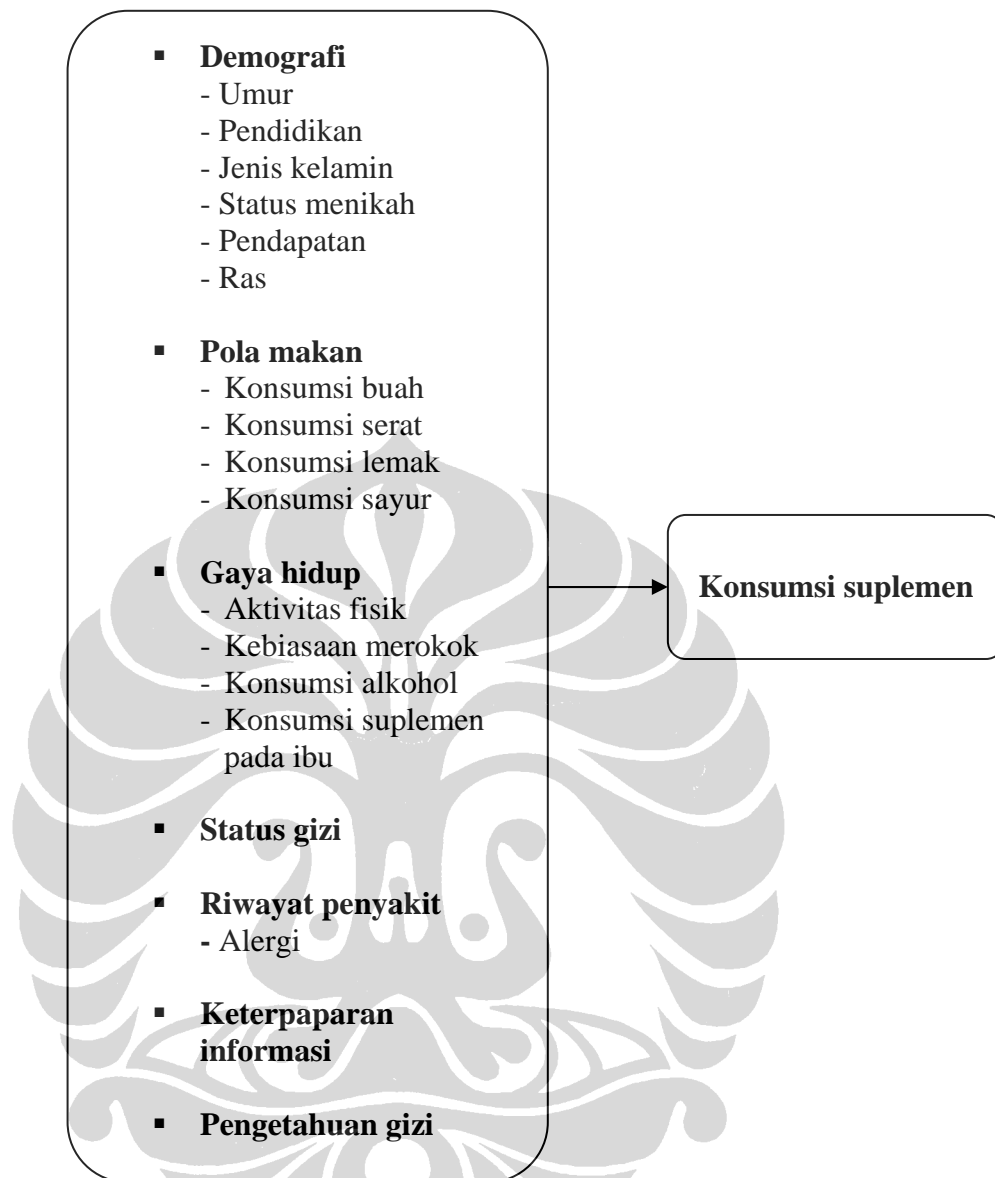 ▪ Demografi
- Umur
- Pendidikan
- Jenis kelamin
- Status menikah
- Pendapatan
- Ras
▪ Pola makan
- Konsumsi buah
- Konsumsi serat
- Konsumsi lemak
- Konsumsi sayur
▪ Gaya hidup
- Aktivitas fisik
- Kebiasaan merokok
- Konsumsi alkohol
- Konsumsi suplemen
pada ibu
▪ Status gizi
▪ Riwayat penyakit
- Alergi
▪ Keterpaparan
informasi
▪ Pengetahuan gizi
Konsumsi suplemen